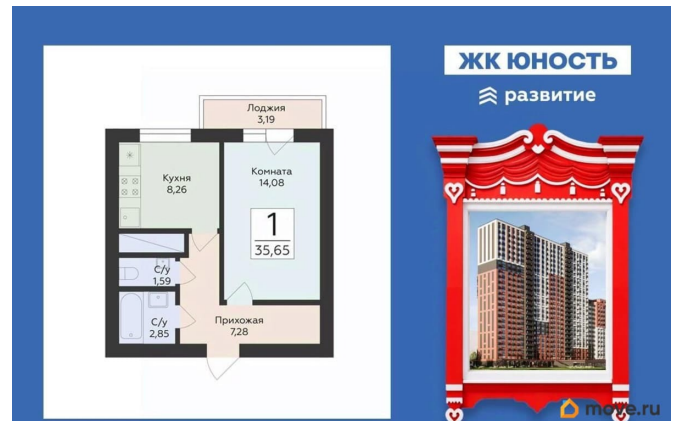 ЖК ЮНОСТЬ
развитие
Лоджия
3,19
Кухня
8,26
Комната
14,08
1
35,65
С/у
1,59
С/у
2,85
Прихожая
7,28
move.ru